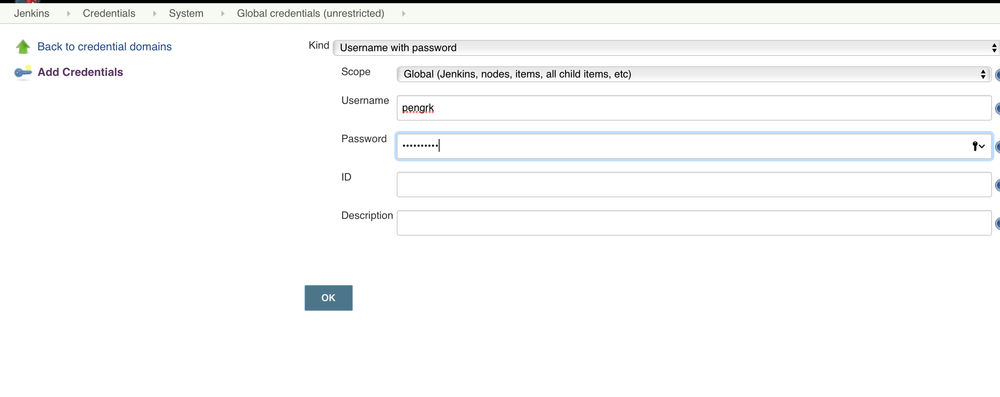 Jenkins Credentials System Global credentials (unrestricted)
Back to credential domains
Add Credentials
Kind Username with password
Scope Global (Jenkins, nodes, items, all child items, etc)
Username pengrk
Password ••••••••••
ID
Description
OK